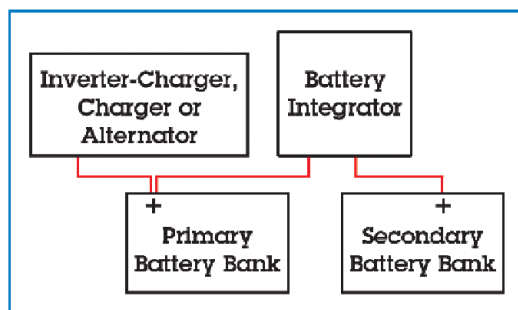 Inverter-Charger,
Charger or
Alternator
Battery
Integrator
+
Primary
Battery Bank
+
Secondary
Battery Bank